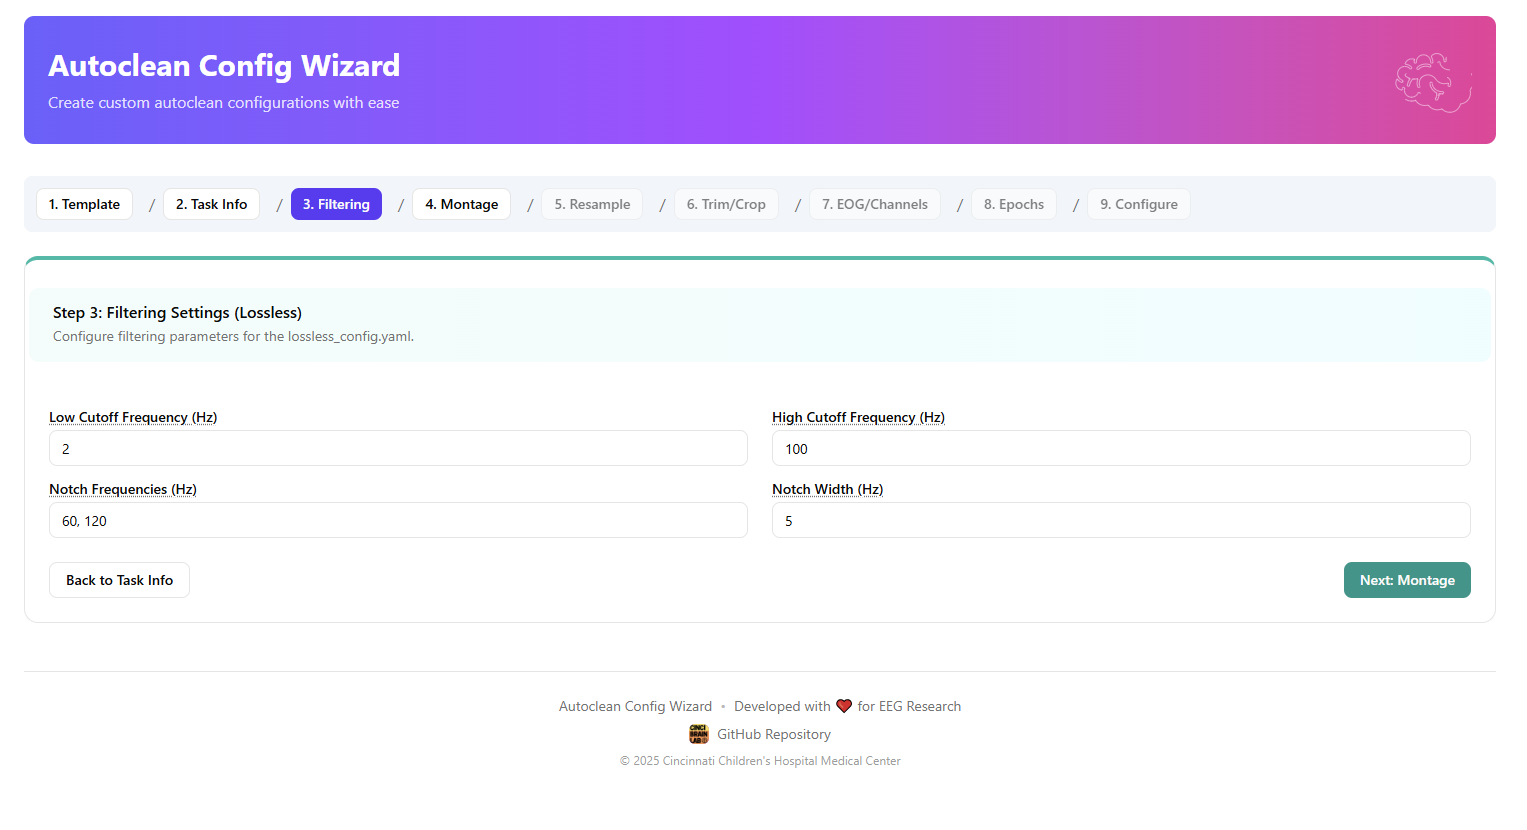 Autoclean Config Wizard
Create custom autoclean configurations with ease
1. Template / 2. Task Info / 3. Filtering / 4. Montage / 5. Resample / 6. Trim/Crop / 7. EOG/Channels / 8. Epochs / 9. Configure
Step 3: Filtering Settings (Lossless)
Configure filtering parameters for the lossless_config.yaml.
Low Cutoff Frequency (Hz) High Cutoff Frequency (Hz)
2 100
Notch Frequencies (Hz) Notch Width (Hz)
60, 120 5
Back to Task Info Next: Montage
Autoclean Config Wizard • Developed with ❤️ for EEG Research
CINCI
BRAIN
LAB
GitHub Repository
© 2025 Cincinnati Children's Hospital Medical Center